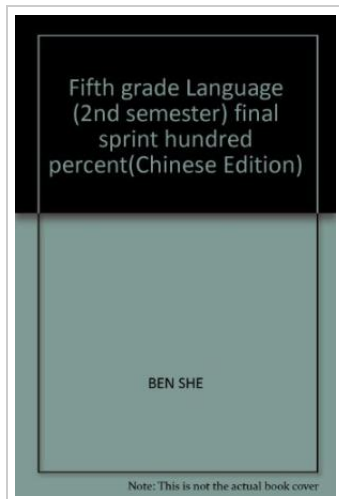 Fifth grade Language
(2nd semester) final
sprint hundred
percent(Chinese Edition)
BEN SHE
Note: This is not the actual book cover